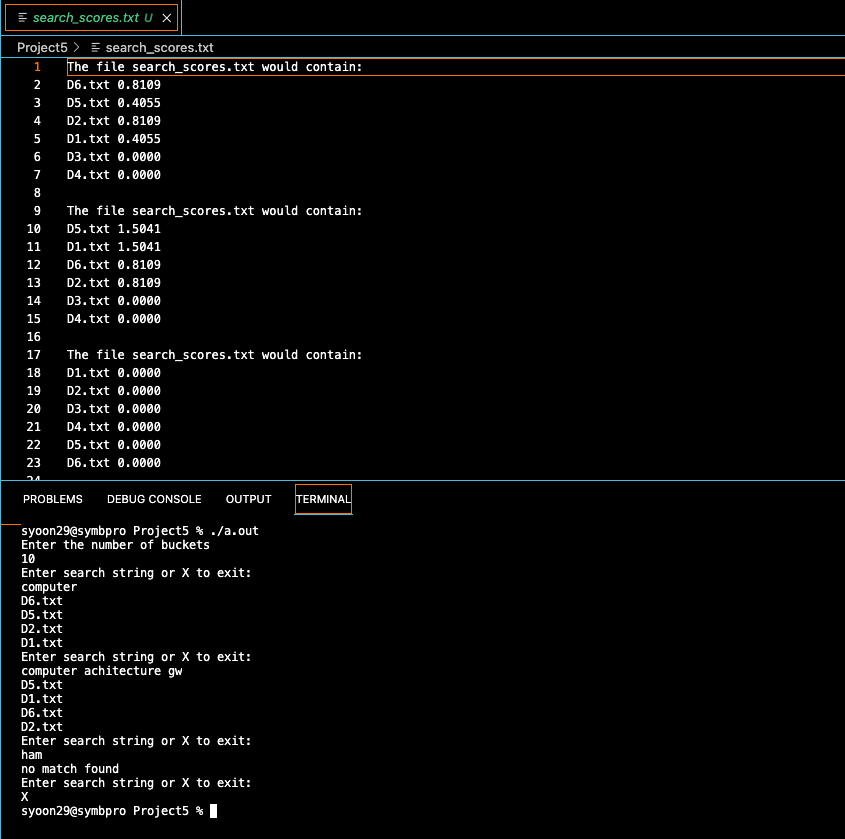 search_scores.txt U
Project5 > search_scores.txt
1 The file search_scores.txt would contain:
2 D6.txt 0.8109
3 D5.txt 0.4055
4 D2.txt 0.8109
5 D1.txt 0.4055
6 D3.txt 0.0000
7 D4.txt 0.0000
8
9 The file search_scores.txt would contain:
10 D5.txt 1.5041
11 D1.txt 1.5041
12 D6.txt 0.8109
13 D2.txt 0.8109
14 D3.txt 0.0000
15 D4.txt 0.0000
16
17 The file search_scores.txt would contain:
18 D1.txt 0.0000
19 D2.txt 0.0000
20 D3.txt 0.0000
21 D4.txt 0.0000
22 D5.txt 0.0000
23 D6.txt 0.0000
24
PROBLEMS DEBUG CONSOLE OUTPUT TERMINAL
syoon29@symbpro Project5 % ./a.out
Enter the number of buckets
10
Enter search string or X to exit:
computer
D6.txt
D5.txt
D2.txt
D1.txt
Enter search string or X to exit:
computer achitecture gw
D5.txt
D1.txt
D6.txt
D2.txt
Enter search string or X to exit:
ham
no match found
Enter search string or X to exit:
X
syoon29@symbpro Project5 %